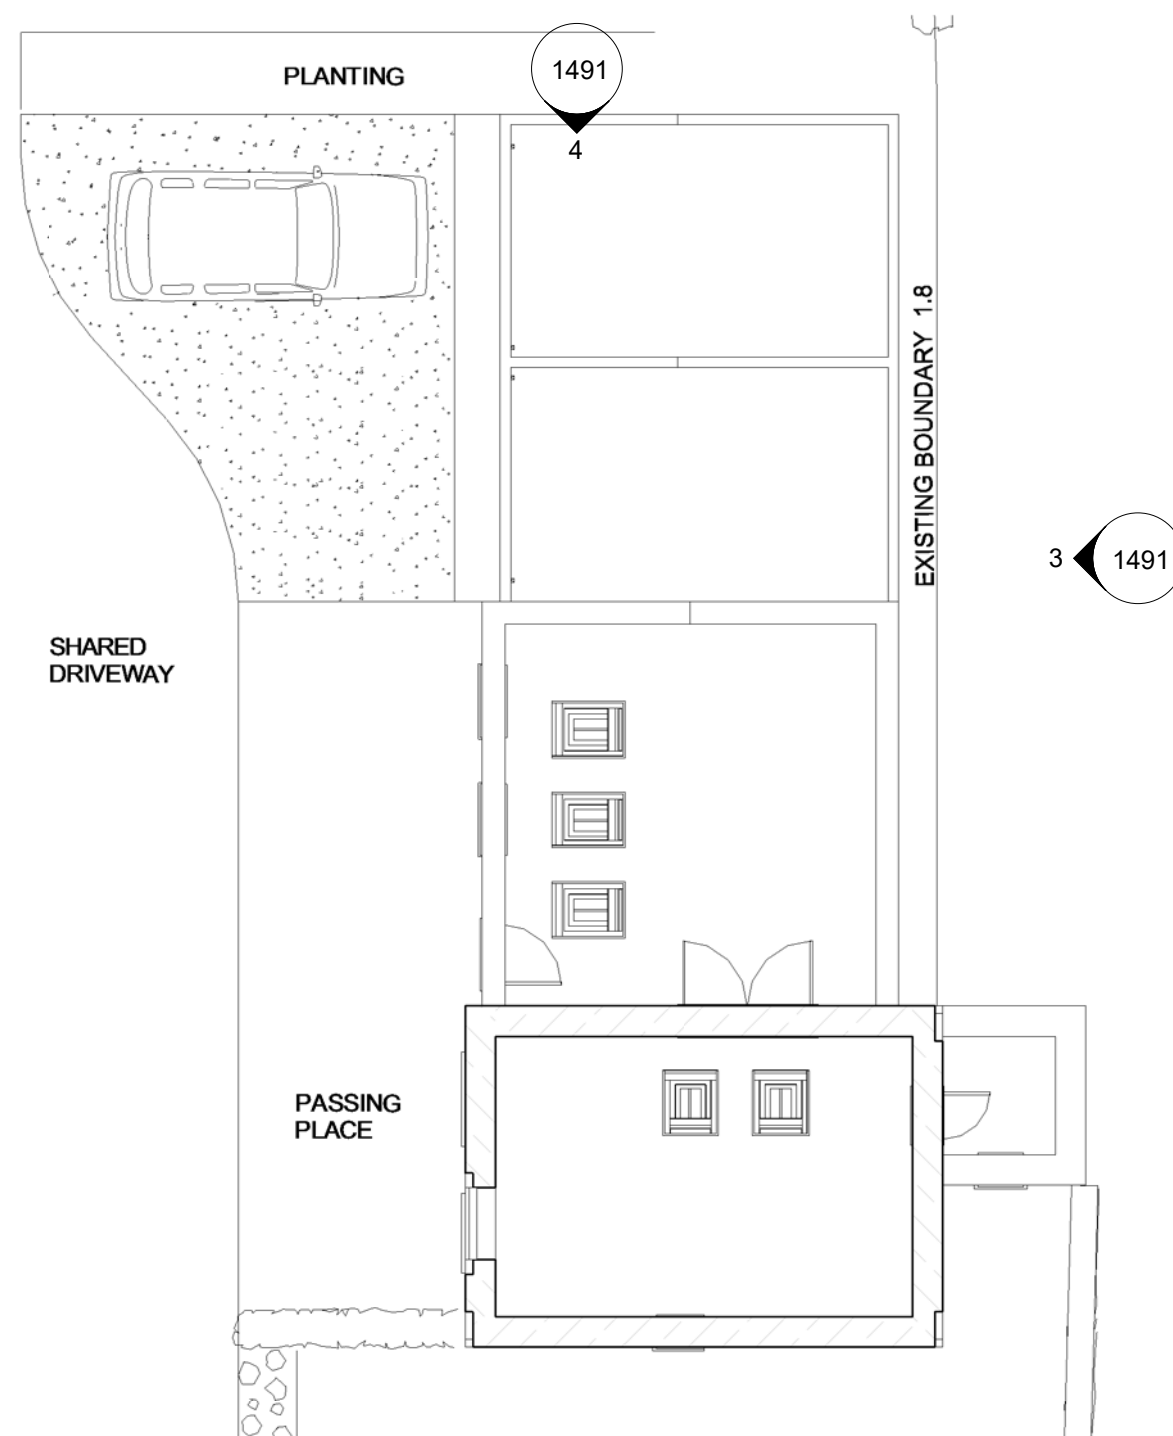 PLANTING
1491
4
EXISTING BOUNDARY 1.8
3
1491
SHARED
DRIVEWAY
PASSING
PLACE